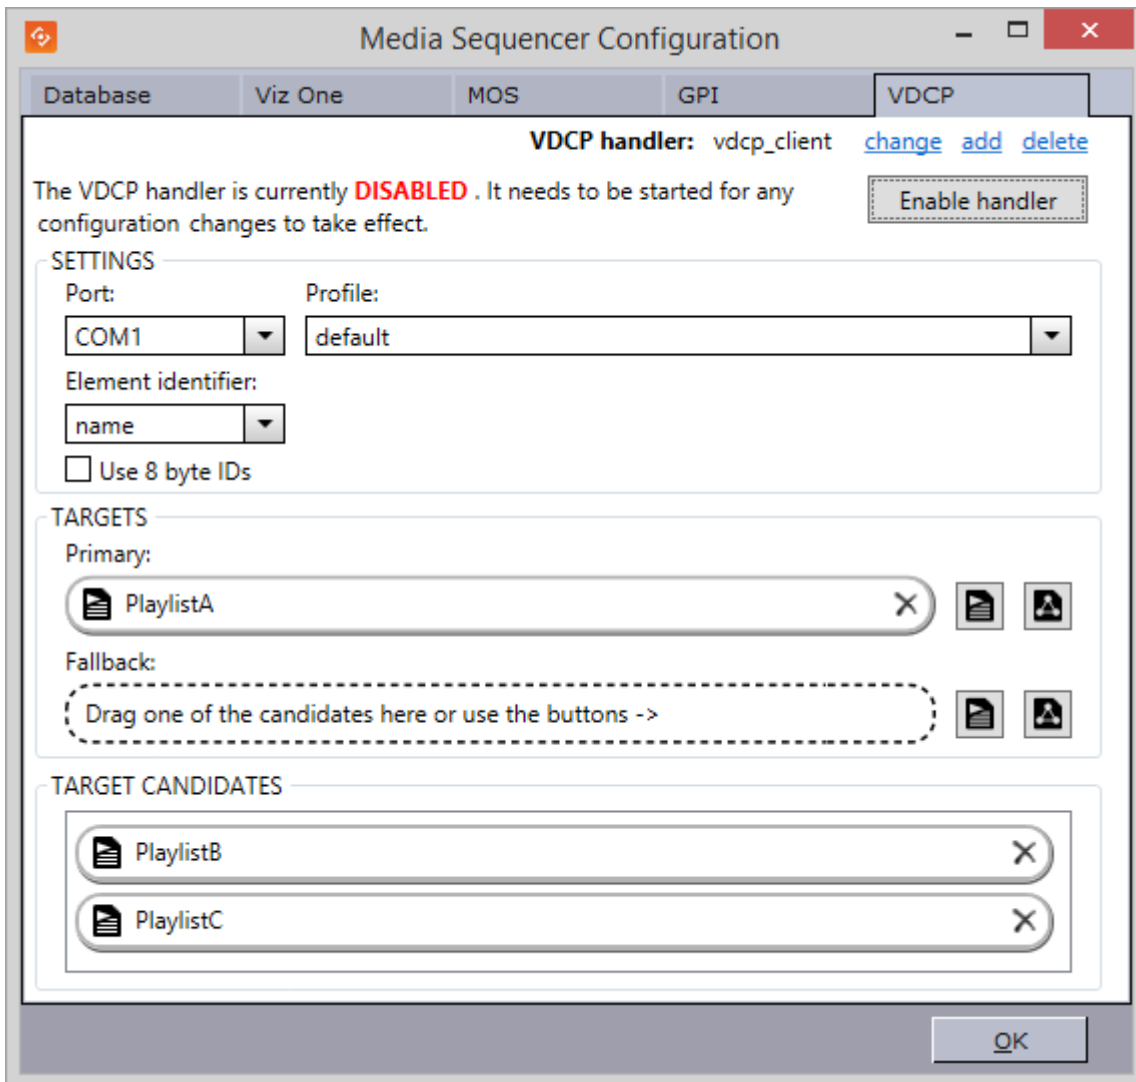 Media Sequencer Configuration
Database Viz One MOS GPI VDCP
VDCP handler: vdcp_client change add delete
The VDCP handler is currently DISABLED . It needs to be started for any
configuration changes to take effect.
Enable handler
SETTINGS
Port: Profile:
COM1 default
Element identifier:
name
Use 8 byte IDs
TARGETS
Primary:
PlaylistA
Fallback:
Drag one of the candidates here or use the buttons ->
TARGET CANDIDATES
PlaylistB
PlaylistC
OK